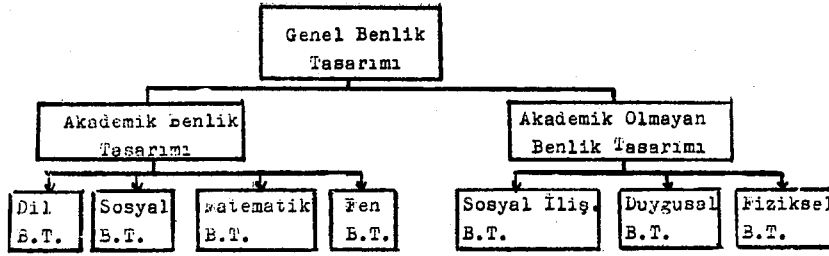 Genel Benlik
Tasarımı
Akademik Benlik
Tasarımı
Akademik Olmayan
Benlik Tasarımı
Dil
B.T.
Sosyal
B.T.
Matematik
B.T.
Fen
B.T.
Sosyal İliş.
B.T.
Duygusal
B.T.
Fiziksel
B.T.